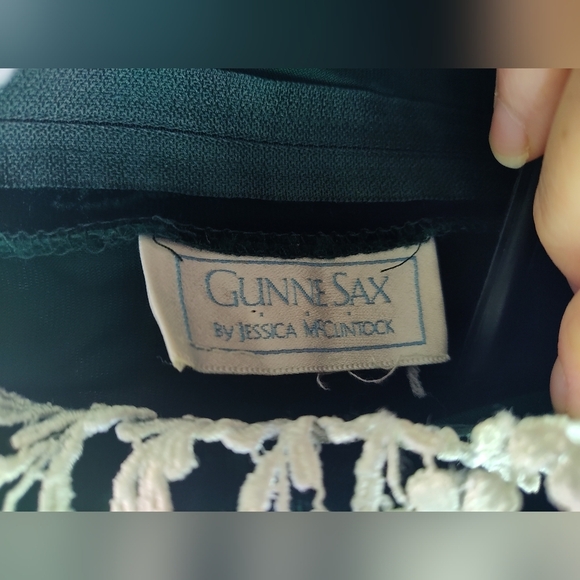 GUNNE SAX
BY JESSICA MCCLINTOCK